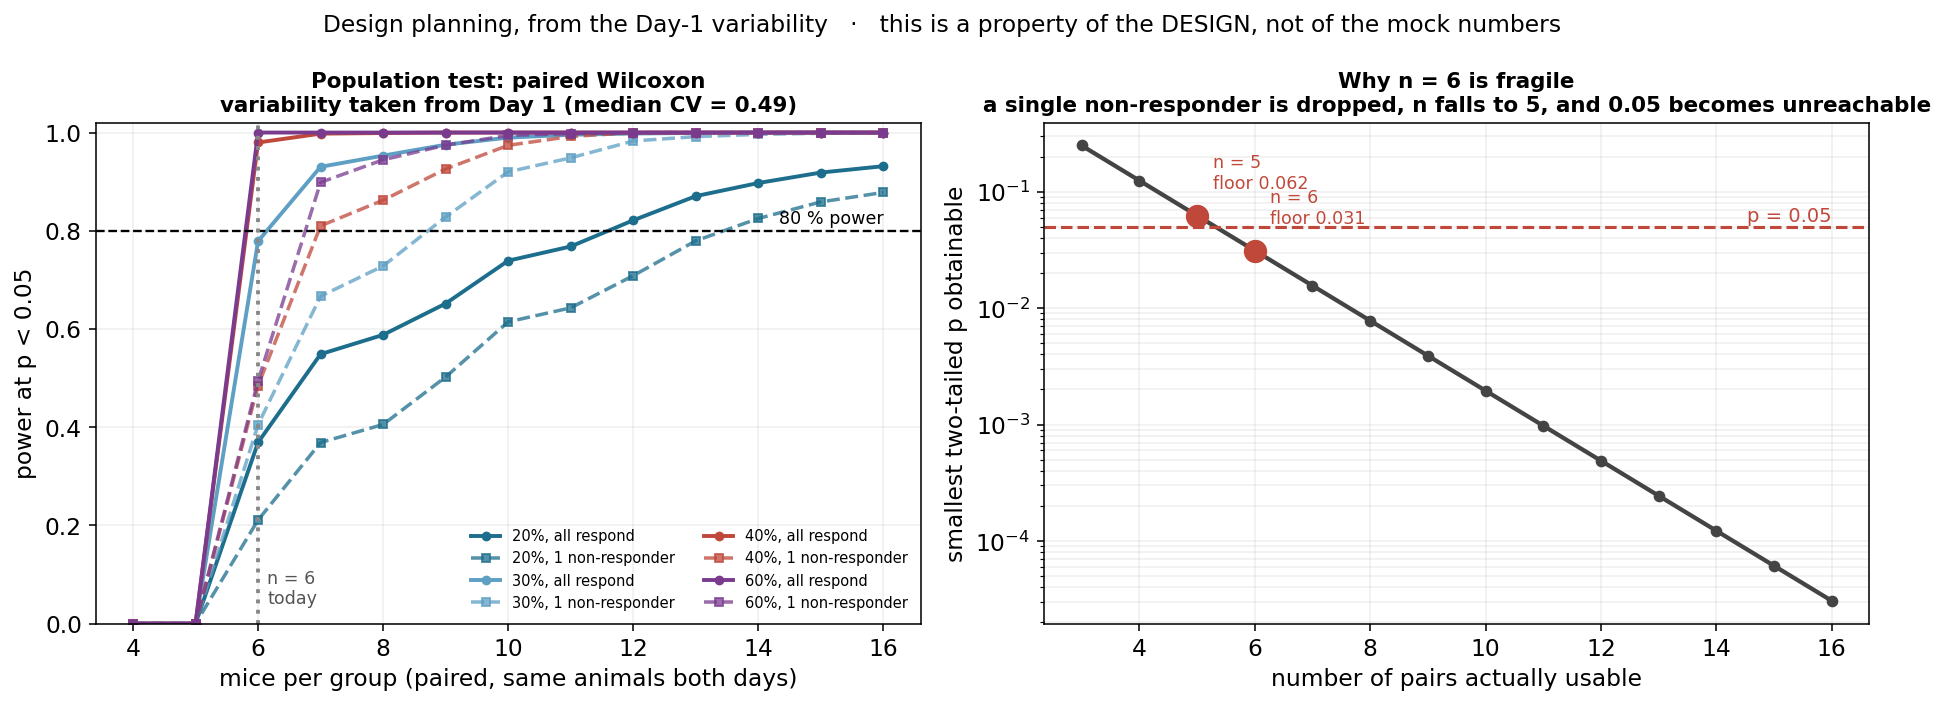 Design planning, from the Day-1 variability · this is a property of the DESIGN, not of the mock numbers
Population test: paired Wilcoxon
variability taken from Day 1 (median CV = 0.49)
power at p < 0.05
1.0
0.8
0.6
0.4
0.2
0.0
80 % power
n = 6
today
20%, all respond
20%, 1 non-responder
30%, all respond
30%, 1 non-responder
40%, all respond
40%, 1 non-responder
60%, all respond
60%, 1 non-responder
4 6 8 10 12 14 16
mice per group (paired, same animals both days)
Why n = 6 is fragile
a single non-responder is dropped, n falls to 5, and 0.05 becomes unreachable
smallest two-tailed p obtainable
10⁻¹
10⁻²
10⁻³
10⁻⁴
n = 5
floor 0.062
n = 6
floor 0.031
p = 0.05
4 6 8 10 12 14 16
number of pairs actually usable